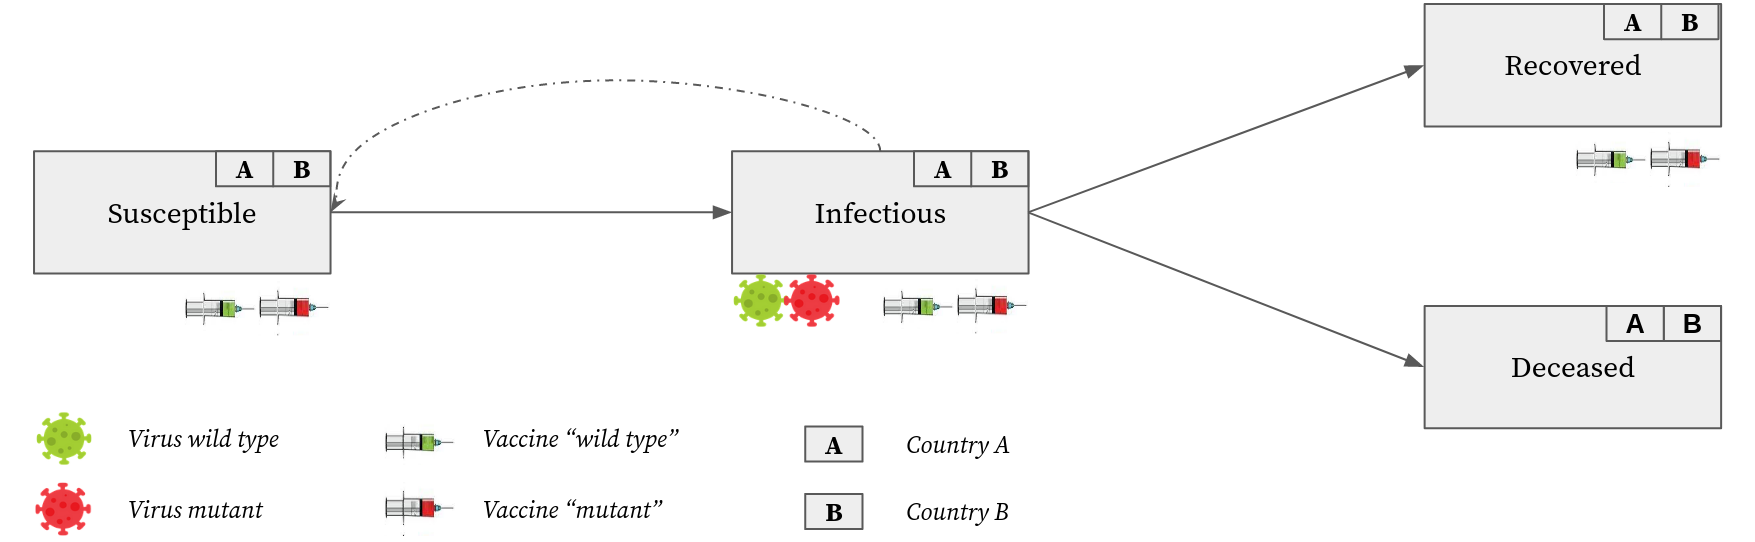 A B
Recovered
A B
Susceptible
A B
Infectious
A B
Deceased
Virus wild type
Vaccine “wild type”
A
Country A
Virus mutant
Vaccine “mutant”
B
Country B